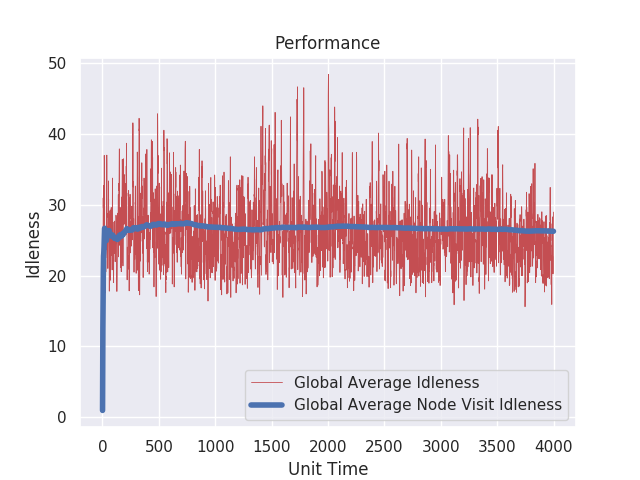 Performance
50
40
30
20
10
0
Idleness
Global Average Idleness
Global Average Node Visit Idleness
0 500 1000 1500 2000 2500 3000 3500 4000
Unit Time